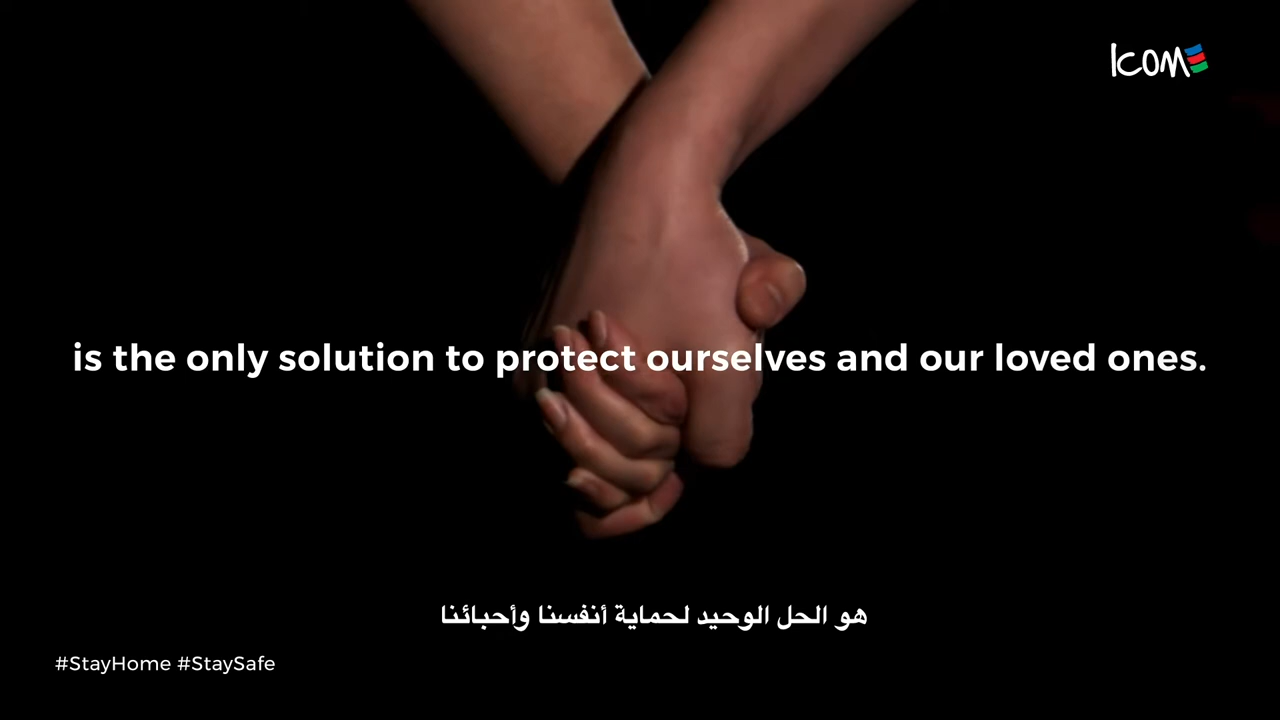 ICOME
is the only solution to protect ourselves and our loved ones.
هو الحل الوحيد لحماية أنفسنا وأحبائنا
#StayHome #StaySafe